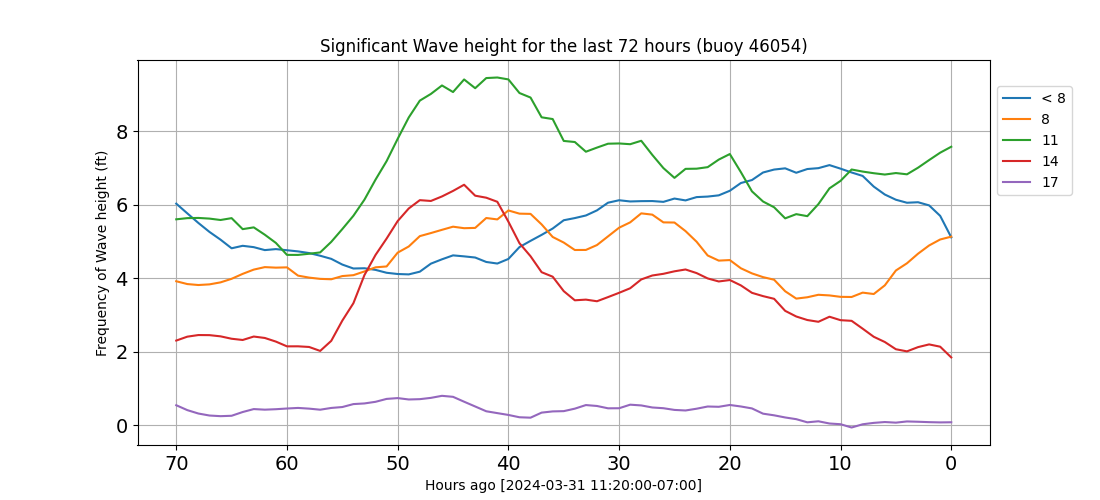 Significant Wave height for the last 72 hours (buoy 46054)
Frequency of Wave height (ft)
8
6
4
2
0
70 60 50 40 30 20 10 0
Hours ago [2024-03-31 11:20:00-07:00]
< 8
8
11
14
17